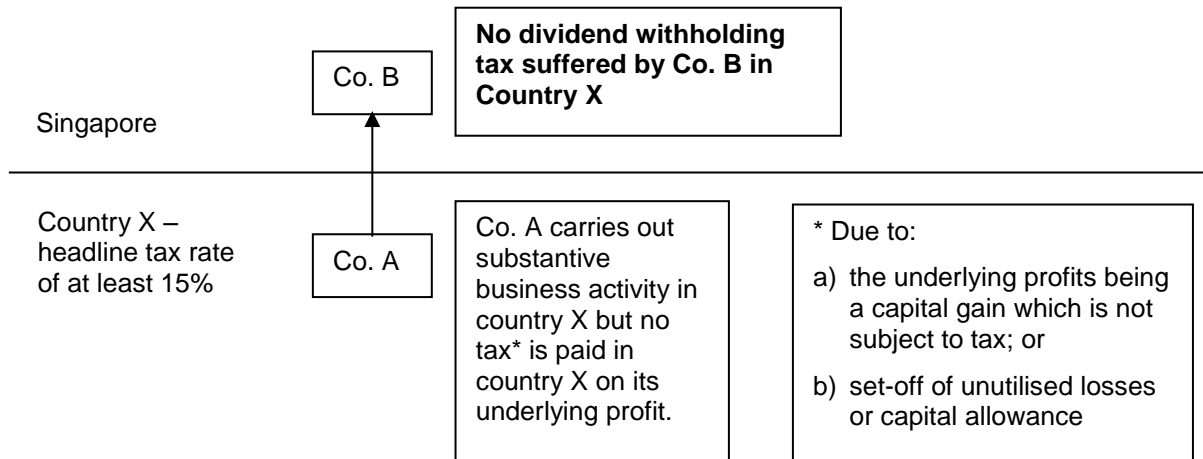 No dividend withholding
tax suffered by Co. B in
Country X
Co. B
Singapore
Country X –
headline tax rate
of at least 15%
Co. A
Co. A carries out
substantive
business activity in
country X but no
tax* is paid in
country X on its
underlying profit.
* Due to:
a) the underlying profits being
a capital gain which is not
subject to tax; or
b) set-off of unutilised losses
or capital allowance